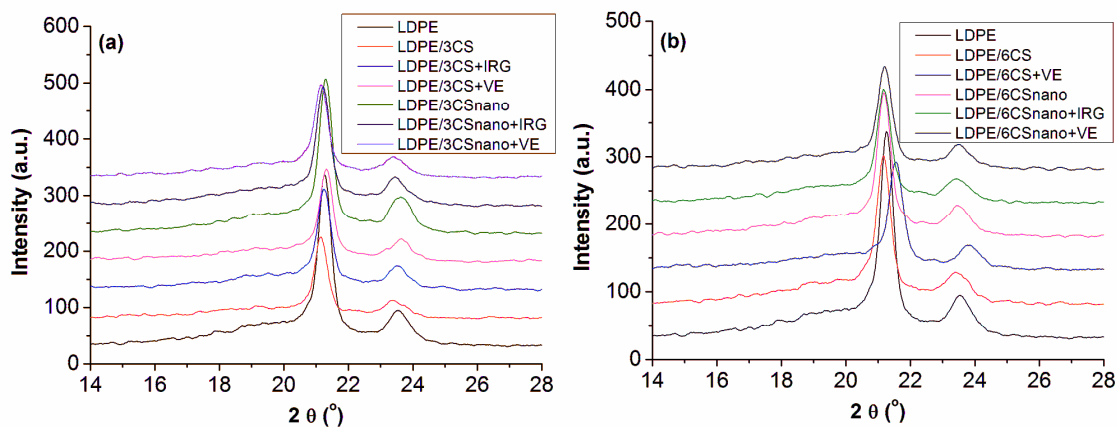 (a)
LDPE
LDPE/3CS
LDPE/3CS+IRG
LDPE/3CS+VE
LDPE/3CSnano
LDPE/3CSnano+IRG
LDPE/3CSnano+VE
600
500
400
300
200
100
0
Intensity (a.u.)
14 16 18 20 22 24 26 28
2 θ (°)
(b)
LDPE
LDPE/6CS
LDPE/6CS+VE
LDPE/6CSnano
LDPE/6CSnano+IRG
LDPE/6CSnano+VE
500
400
300
200
100
0
Intensity (a.u.)
14 16 18 20 22 24 26 28
2 θ (°)